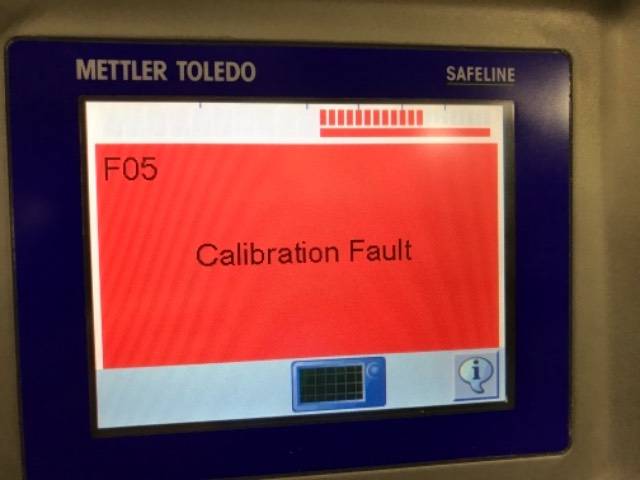 METTLER TOLEDO
SAFELINE
F05
Calibration Fault
i